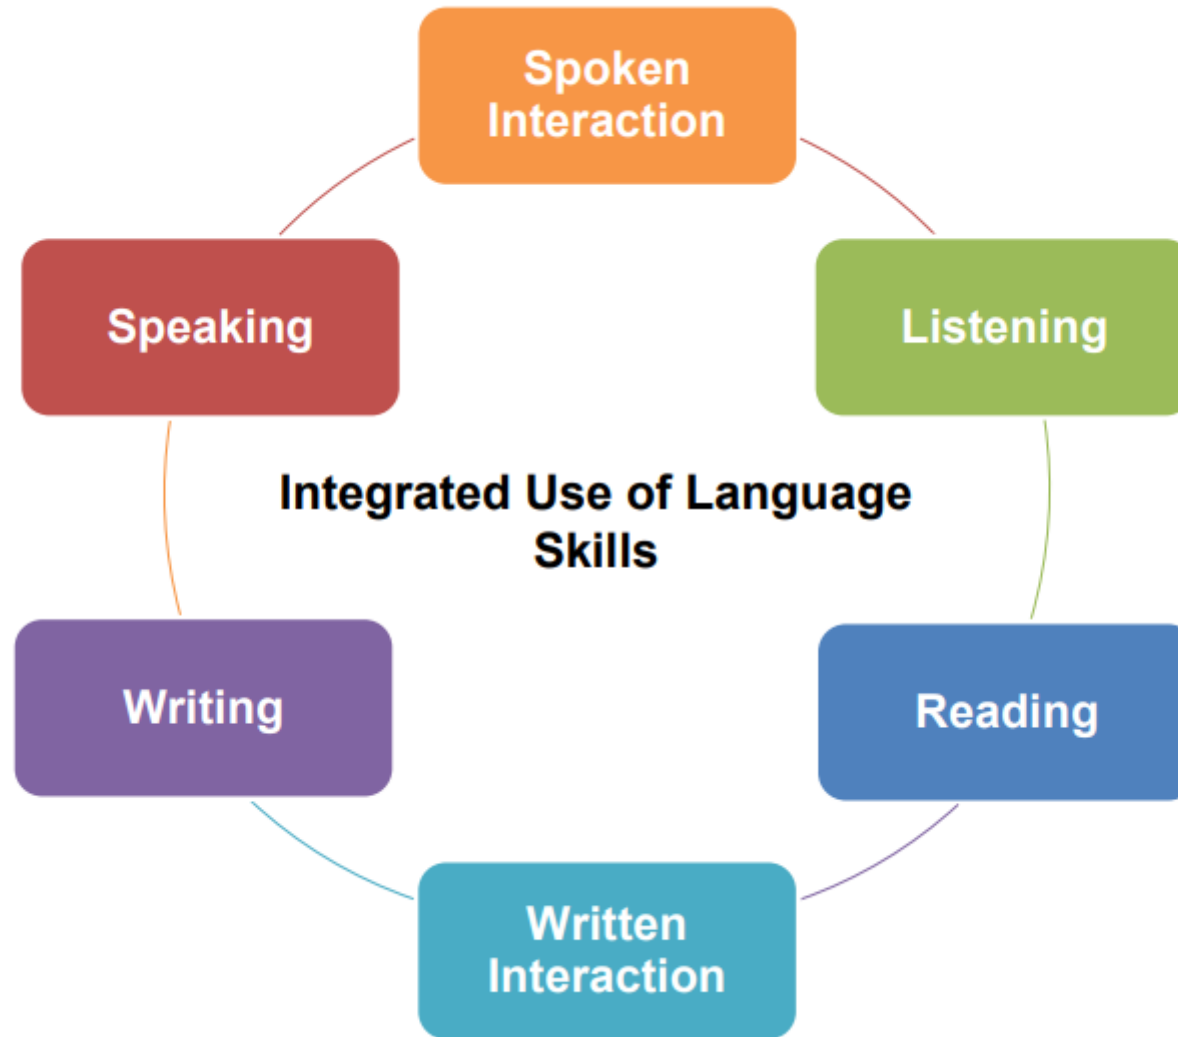 Spoken
Interaction
Speaking
Listening
Integrated Use of Language
Skills
Writing
Reading
Written
Interaction